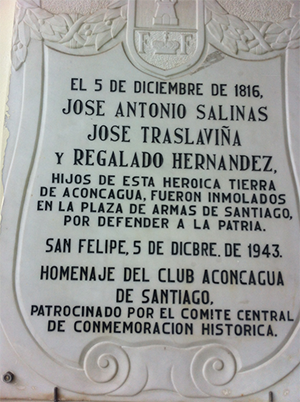 F F
EL 5 DE DICIEMBRE DE 1816,
JOSE ANTONIO SALINAS
JOSE TRASLAVIÑA
Y REGALADO HERNANDEZ,
HIJOS DE ESTA HEROICA TIERRA
DE ACONCAGUA, FUERON INMOLADOS
EN LA PLAZA DE ARMAS DE SANTIAGO,
POR DEFENDER A LA PATRIA.
SAN FELIPE, 5 DE DICBRE. DE 1943.
HOMENAJE DEL CLUB ACONCAGUA
DE SANTIAGO,
PATROCINADO POR EL COMITE CENTRAL
DE CONMEMORACION HISTORICA.